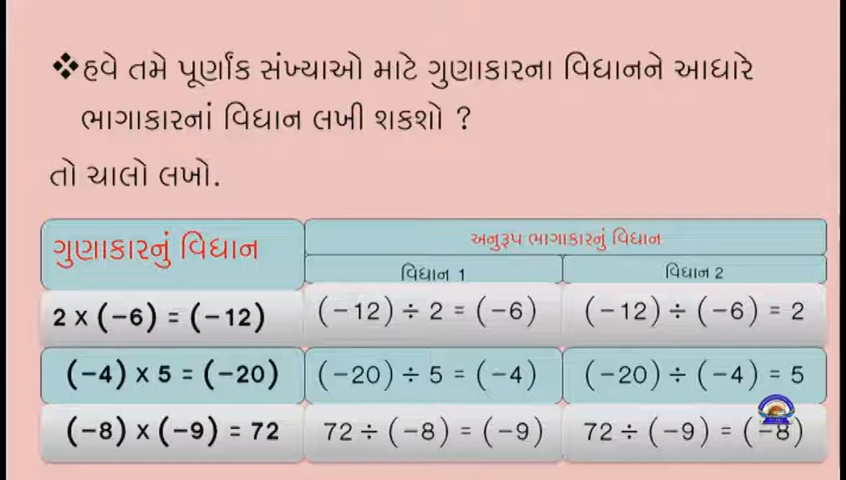 ❖હવે તમે પૂર્ણાંક સંખ્યાઓ માટે ગુણાકારના વિધાનને આધારે
ભાગાકારનાં વિધાન લખી શકશો ?
તો ચાલો લખો.
ગુણાકારનું વિધાન
અનુરૂપ ભાગાકારનું વિધાન
વિધાન 1 વિધાન 2
2 x (−6) = (−12) (−12) ÷ 2 = (−6) (−12) ÷ (−6) = 2
(−4) x 5 = (−20) (−20) ÷ 5 = (−4) (−20) ÷ (−4) = 5
(−8) x (−9) = 72 72 ÷ (−8) = (−9) 72 ÷ (−9) = (−8)